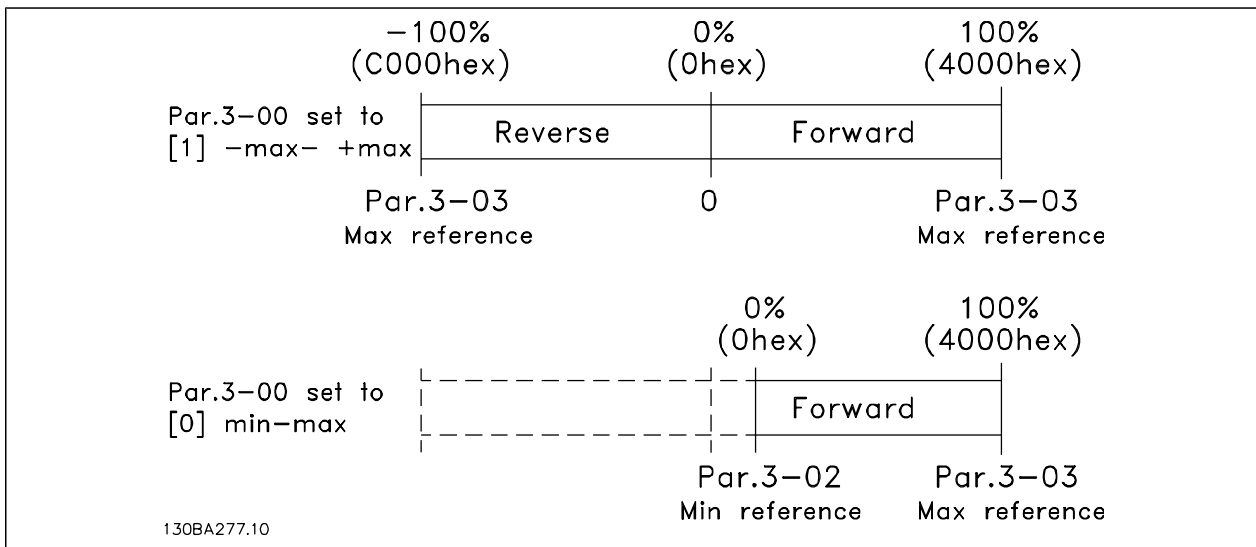 -100% 0% 100%
(C000hex) (0hex) (4000hex)
Par.3-00 set to
[1] -max- +max
Reverse Forward
Par.3-03 0 Par.3-03
Max reference Max reference
0% 100%
(0hex) (4000hex)
Par.3-00 set to
[0] min-max
Forward
Par.3-02 Par.3-03
Min reference Max reference
130BA277.10